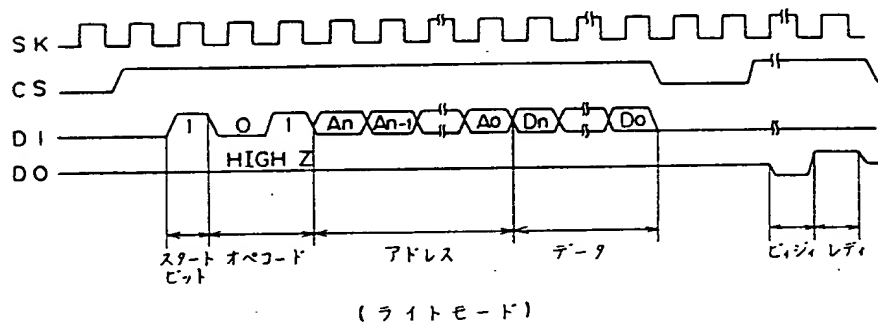 SK
CS
DI 1 0 1 An An-1 Ao Dn Do
HIGH Z
DO
スタートビット オペコード アドレス データ ビィジィ レディ
(ライトモード)